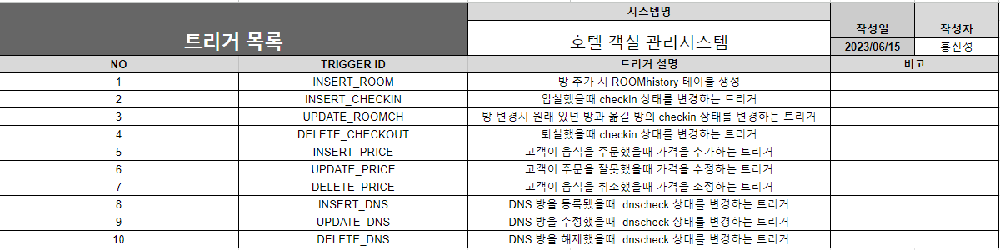 시스템명
트리거 목록
호텔 객실 관리시스템
작성일 작성자
2023/06/15 홍진성
NO TRIGGER ID 트리거 설명 비고
1 INSERT_ROOM 방 추가 시 ROOMhistory 테이블 생성
2 INSERT_CHECKIN 입실했을때 checkin 상태를 변경하는 트리거
3 UPDATE_ROOMCH 방 변경시 원래 있던 방과 옮길 방의 checkin 상태를 변경하는 트리거
4 DELETE_CHECKOUT 퇴실했을때 checkin 상태를 변경하는 트리거
5 INSERT_PRICE 고객이 음식을 주문했을때 가격을 추가하는 트리거
6 UPDATE_PRICE 고객이 주문을 잘못했을때 가격을 수정하는 트리거
7 DELETE_PRICE 고객이 음식을 취소했을때 가격을 조정하는 트리거
8 INSERT_DNS DNS 방을 등록됐을때 dnscheck 상태를 변경하는 트리거
9 UPDATE_DNS DNS 방을 수정했을때 dnscheck 상태를 변경하는 트리거
10 DELETE_DNS DNS 방을 해제했을때 dnscheck 상태를 변경하는 트리거